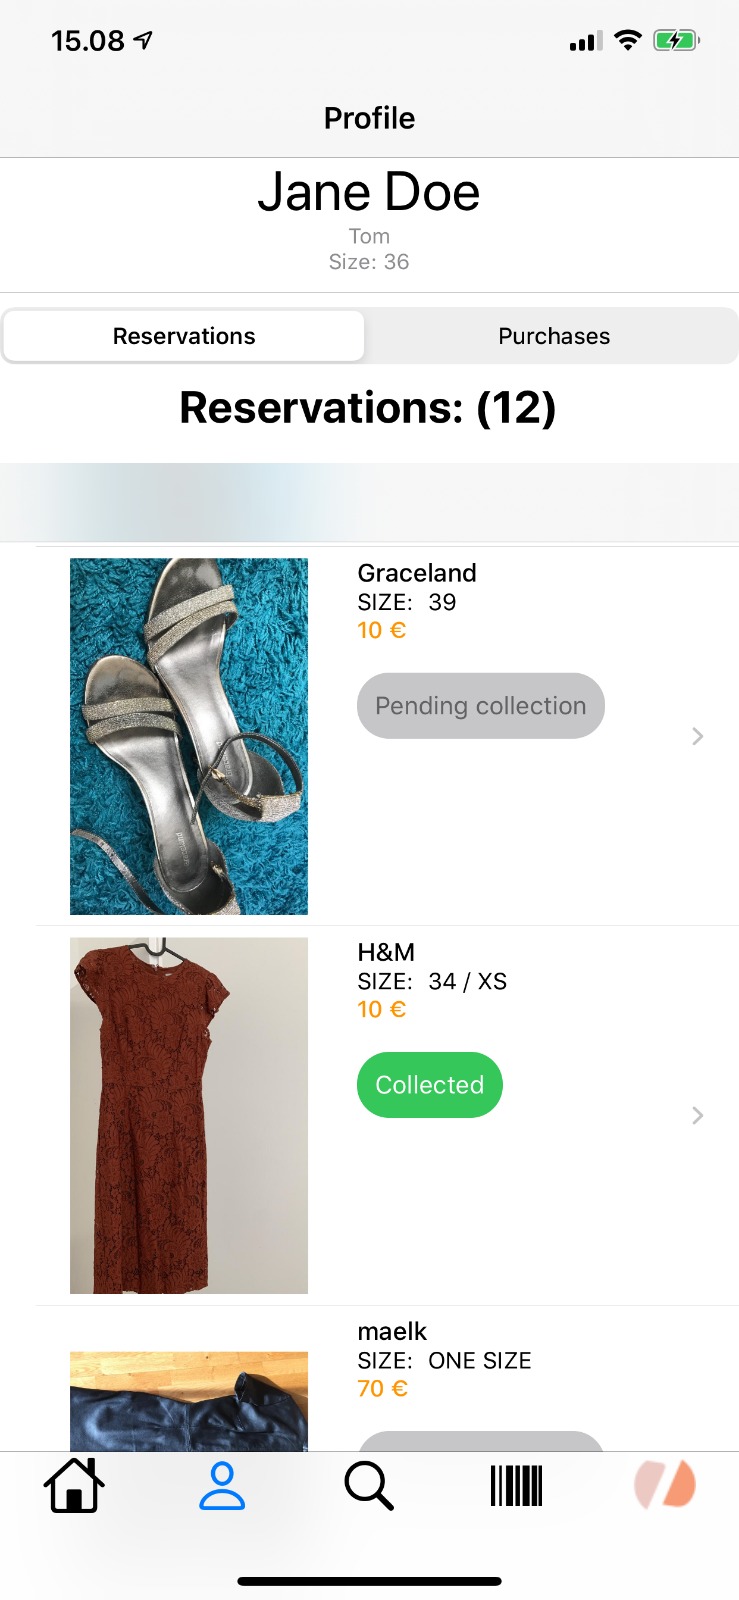 15.08
Profile
Jane Doe
Tom
Size: 36
Reservations
Purchases
Reservations: (12)
Graceland
SIZE: 39
10 €
Pending collection
H&M
SIZE: 34 / XS
10 €
Collected
maelk
SIZE: ONE SIZE
70 €